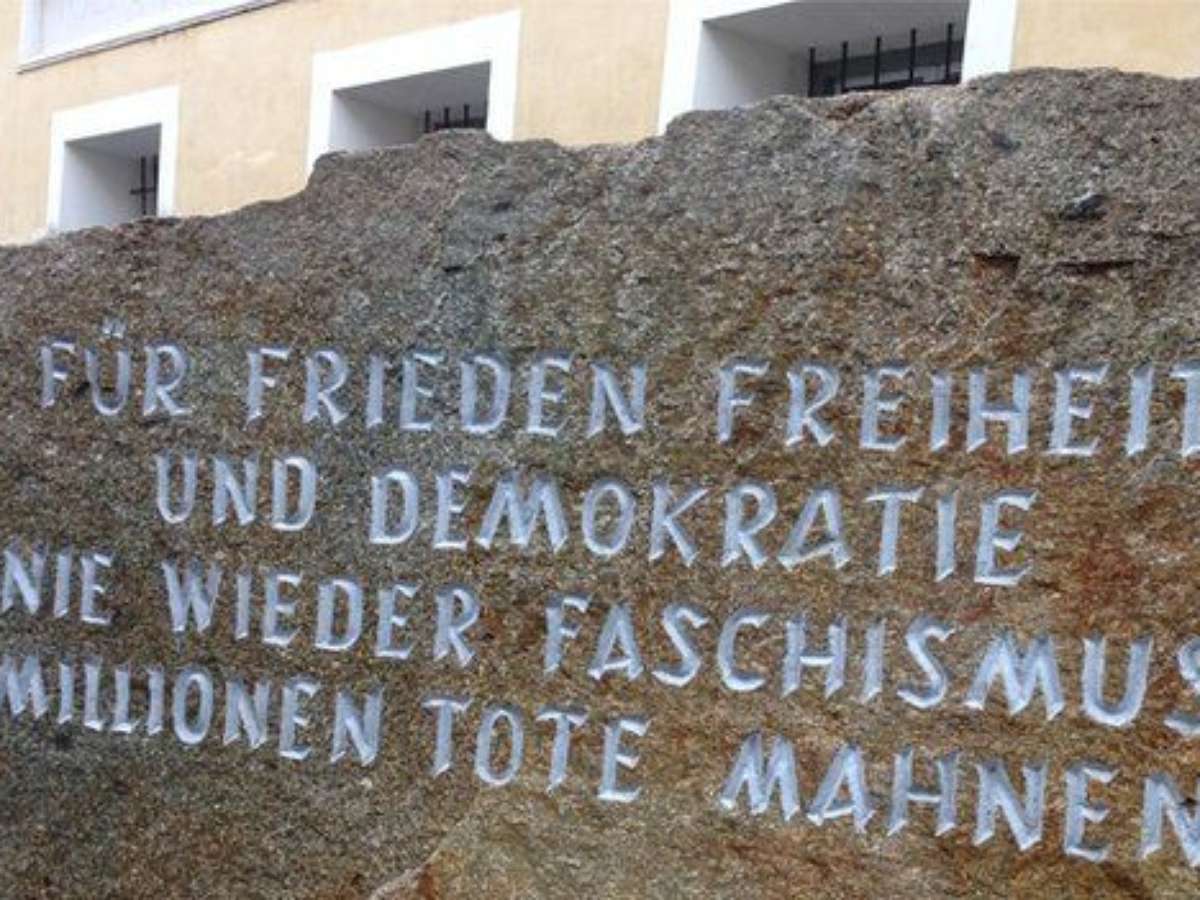 FÜR FRIEDEN FREIHEIT
UND DEMOKRATIE
NIE WIEDER FASCHISMUS
MILLIONEN TOTE MAHNEN